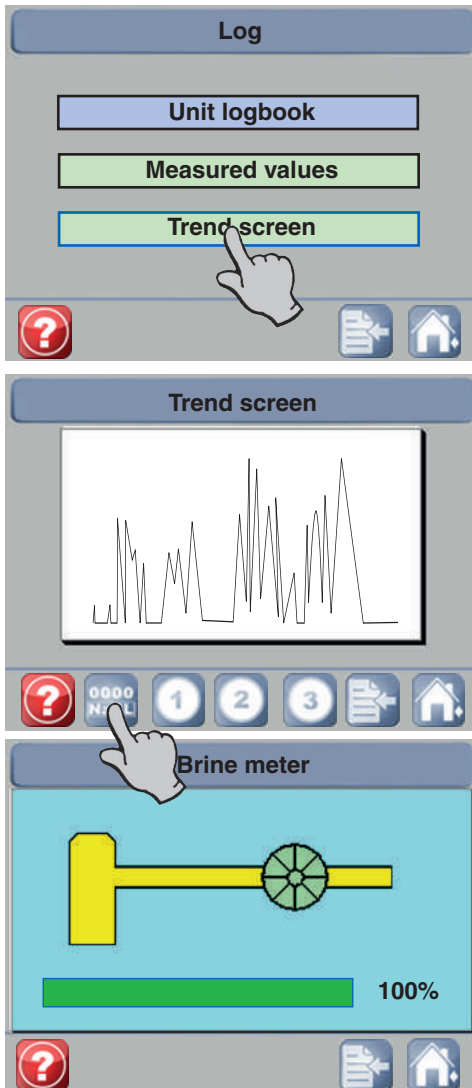 Log
Unit logbook
Measured values
Trend screen
?
Trend screen
?
0000
1
2
3
Brine meter
100%
?